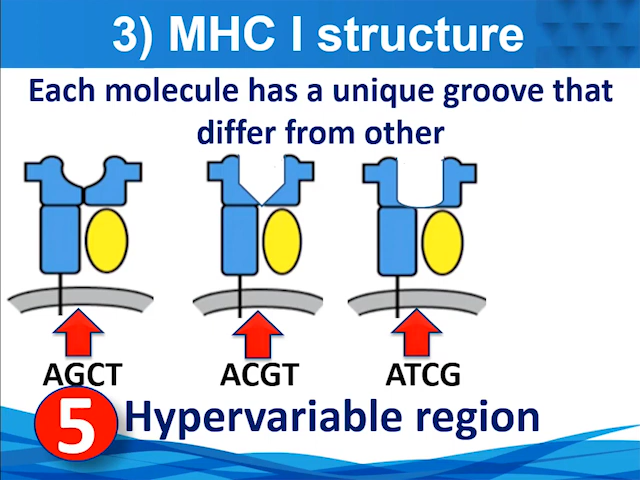 3) MHC I structure
Each molecule has a unique groove that
differ from other
AGCT ACGT ATCG
5 Hypervariable region